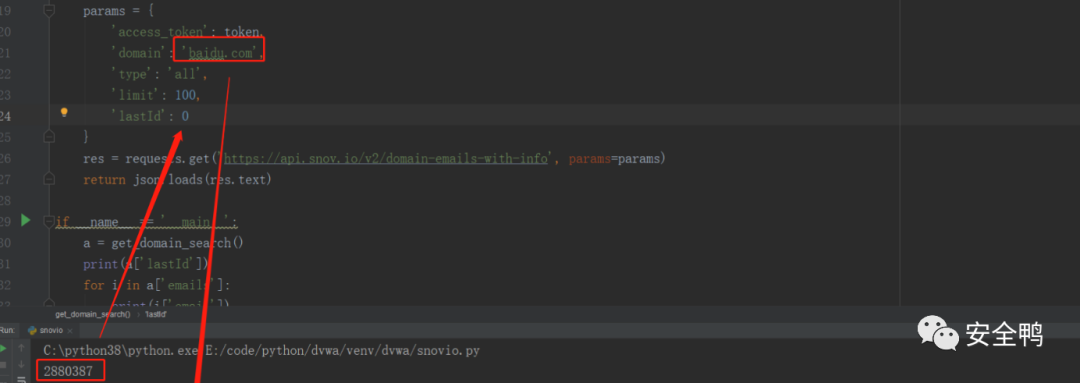 19 params = {
20 'access_token': token,
21 'domain': 'baidu.com',
22 'type': 'all',
23 'limit': 100,
24 'lastId': 0
25 }
26 res = requests.get('https://api.snov.io/v2/domain-emails-with-info', params=params)
27 return json.loads(res.text)
28
29 if __name__ == '__main__':
30 a = get_domain_search()
31 print(a['lastId'])
32 for i in a['emails']:
33 print(i['email'])
get_domain_search() › 'lastId'
Run: snovio ×
C:\python38\python.exe E:/code/python/dvwa/venv/dvwa/snovio.py
2880387
安全鸭